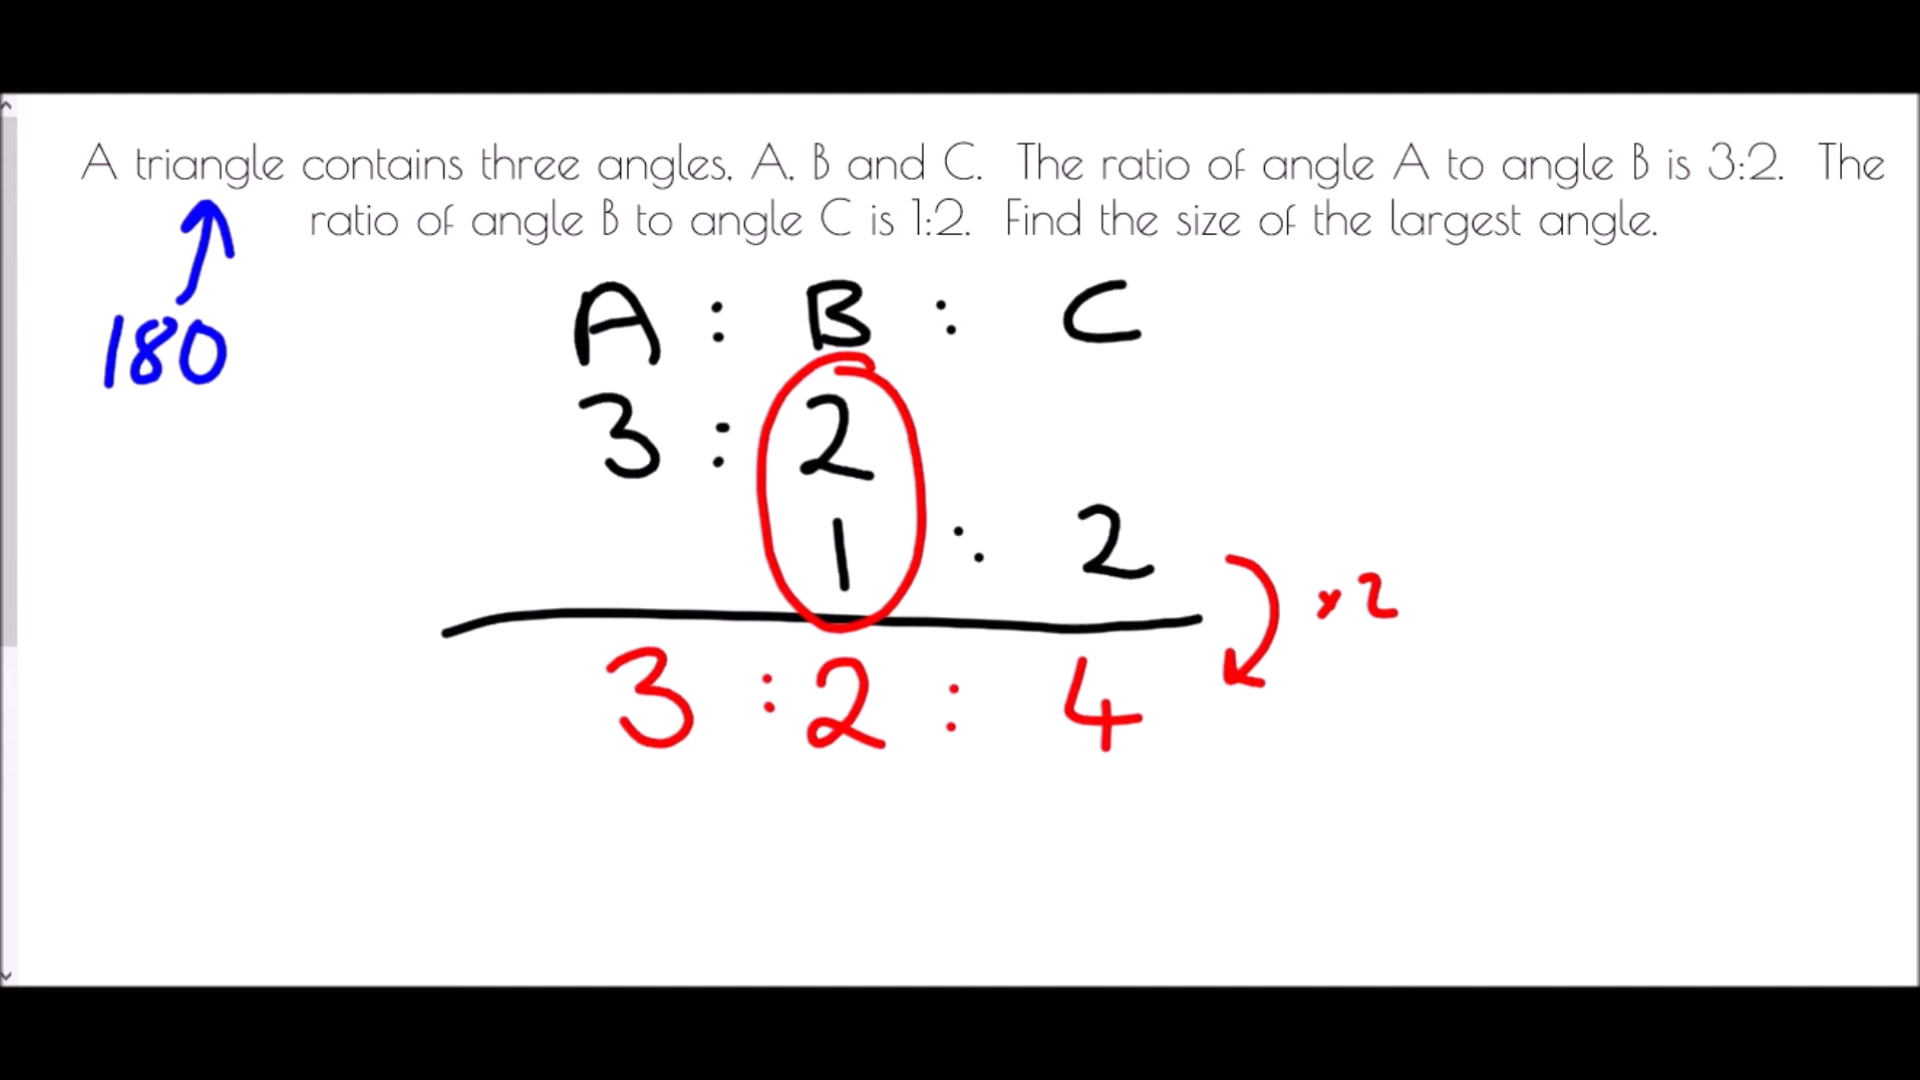 A triangle contains three angles, A, B and C. The ratio of angle A to angle B is 3:2. The
ratio of angle B to angle C is 1:2. Find the size of the largest angle.
180
A : B : C
3 : 2
1 : 2
×2
3 : 2 : 4